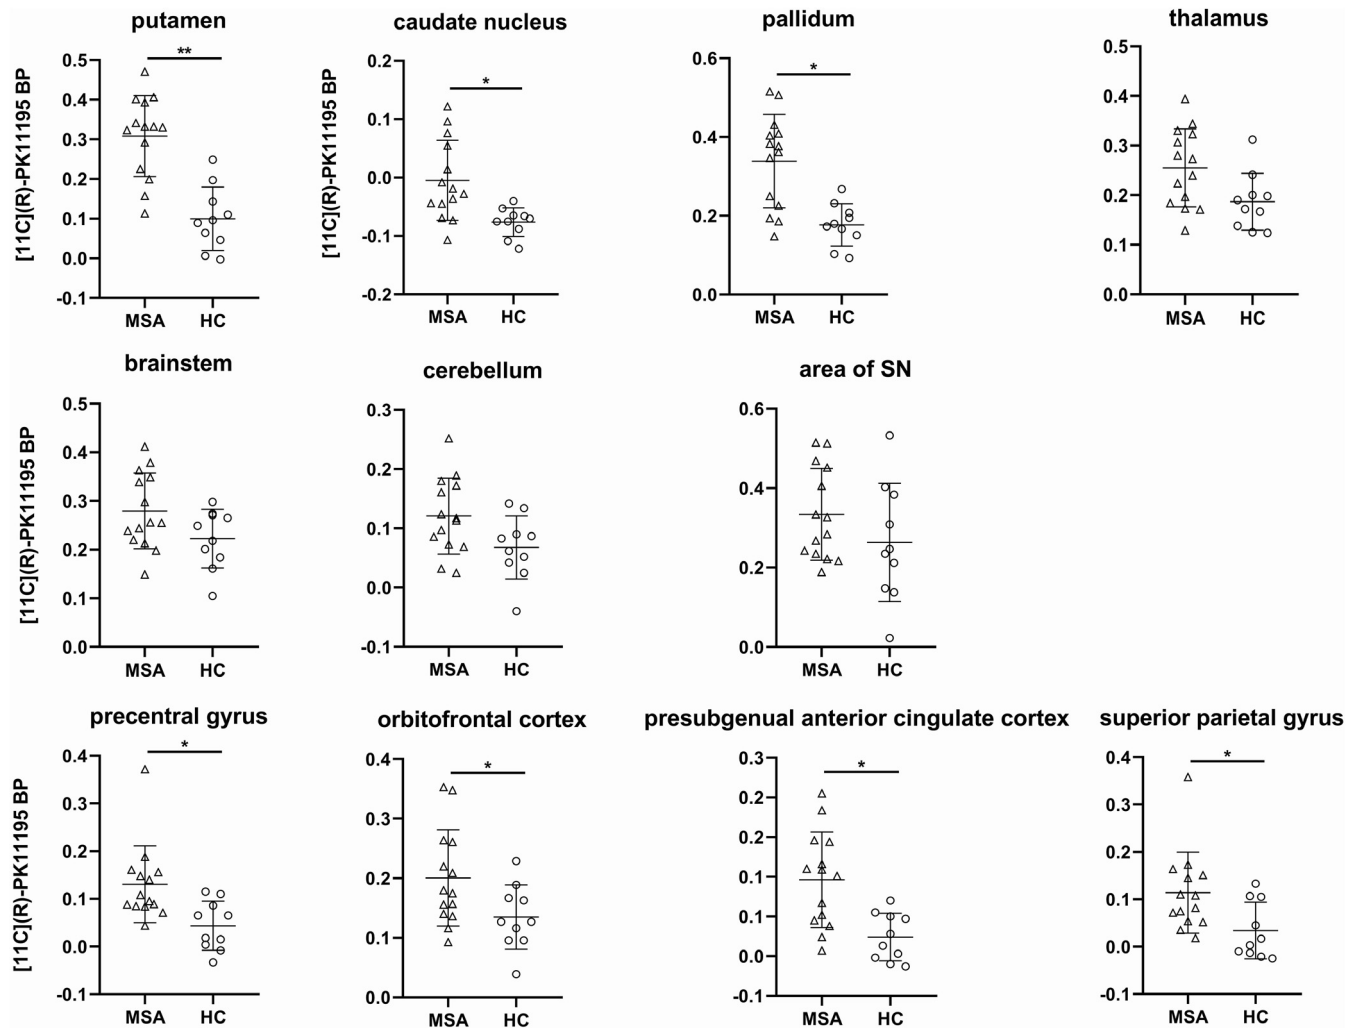 putamen
caudate nucleus
pallidum
thalamus
[11C](R)-PK11195 BP
0.5
0.4
0.3
0.2
0.1
0.0
-0.1
**
MSA
HC
[11C](R)-PK11195 BP
0.2
0.1
0.0
-0.1
-0.2
*
MSA
HC
0.6
0.4
0.2
0.0
*
MSA
HC
0.5
0.4
0.3
0.2
0.1
0.0
MSA
HC
brainstem
cerebellum
area of SN
[11C](R)-PK11195 BP
0.5
0.4
0.3
0.2
0.1
0.0
MSA
HC
0.3
0.2
0.1
0.0
-0.1
MSA
HC
0.6
0.4
0.2
0.0
MSA
HC
precentral gyrus
orbitofrontal cortex
presubgenual anterior cingulate cortex
superior parietal gyrus
[11C](R)-PK11195 BP
0.4
0.3
0.2
0.1
0.0
-0.1
*
MSA
HC
0.4
0.3
0.2
0.1
0.0
*
MSA
HC
0.3
0.2
0.1
0.1
0.1
0.0
-0.1
*
MSA
HC
0.4
0.3
0.2
0.1
0.0
-0.1
*
MSA
HC